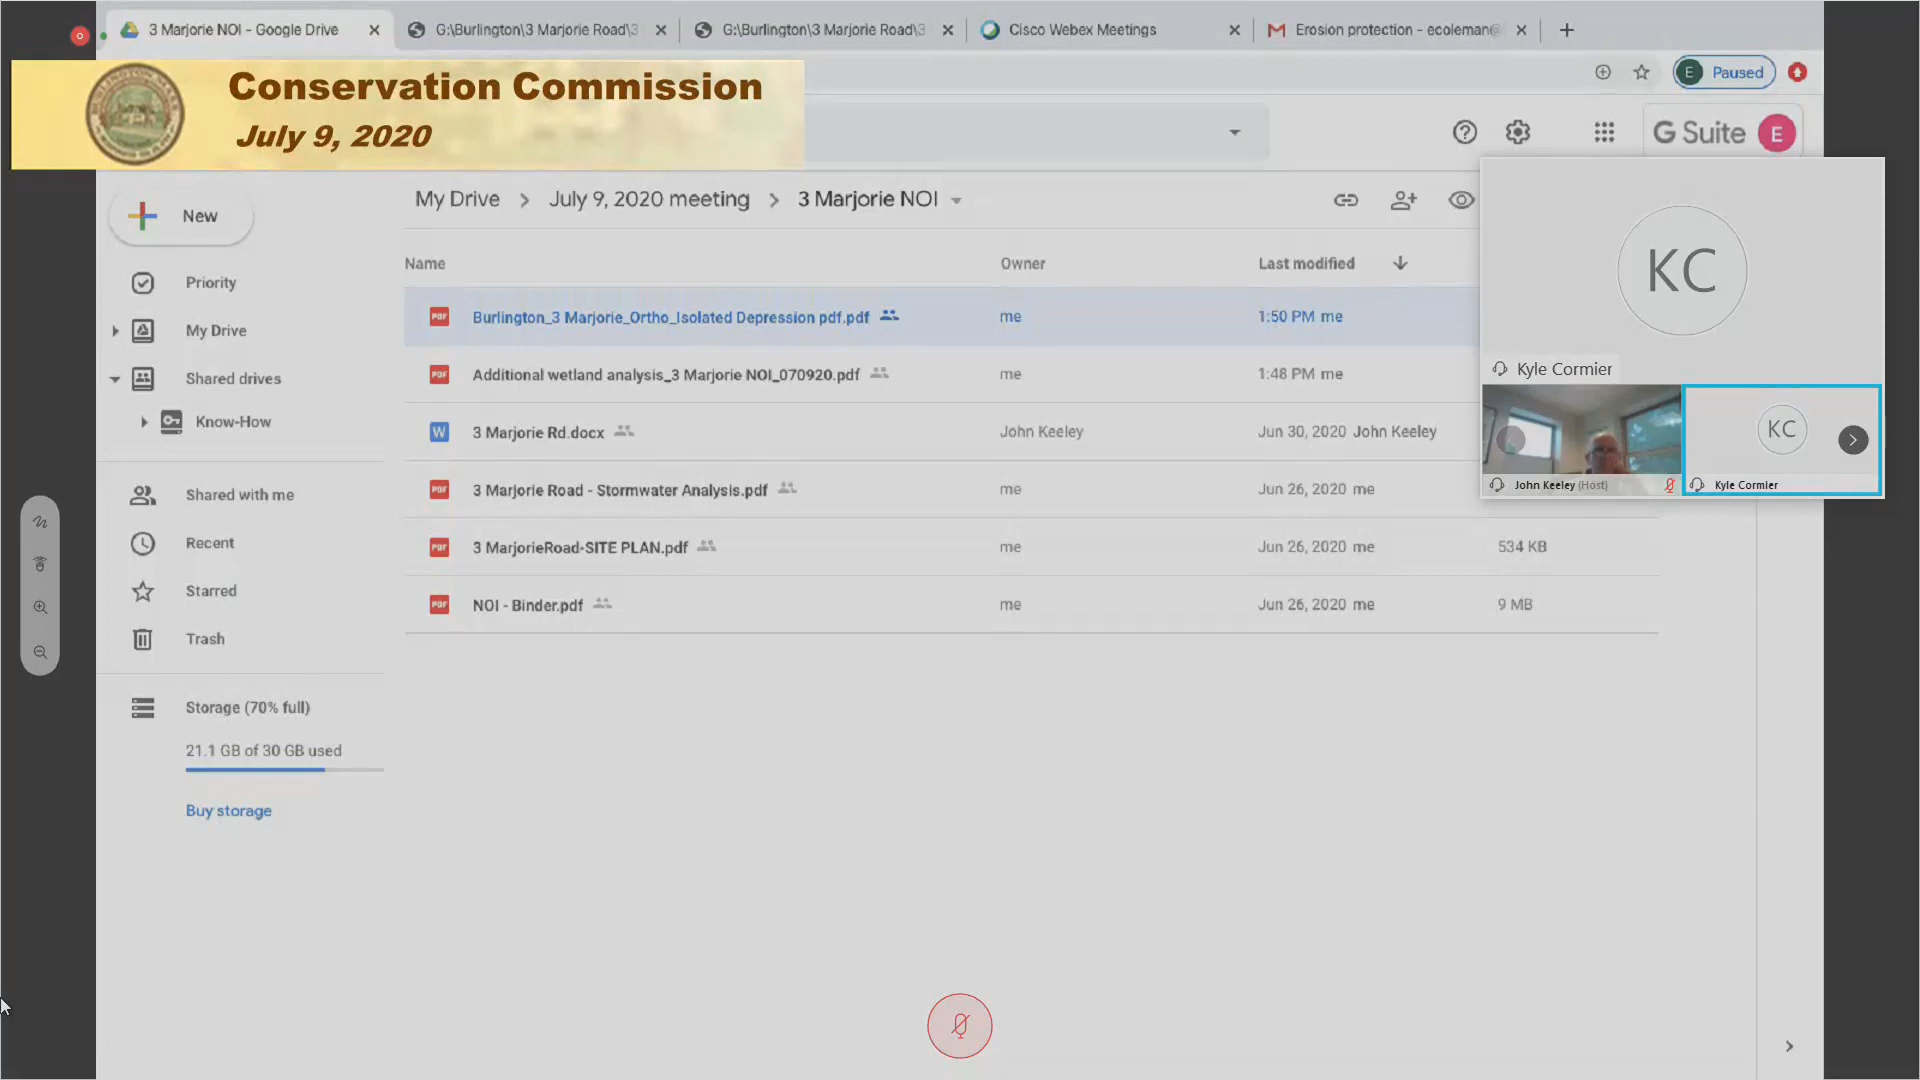 3 Marjorie NOI - Google Drive
G:\Burlington\3 Marjorie Road\3
G:\Burlington\3 Marjorie Road\3
Cisco Webex Meetings
Erosion protection - ecoleman@
Conservation Commission
July 9, 2020
E
Paused
G Suite
E
New
My Drive
July 9, 2020 meeting
3 Marjorie NOI
Priority
My Drive
Shared drives
Know-How
Shared with me
Recent
Starred
Trash
Storage (70% full)
21.1 GB of 30 GB used
Buy storage
Name
Owner
Last modified
PDF
Burlington_3 Marjorie_Ortho_Isolated Depression pdf.pdf
me
1:50 PM me
PDF
Additional wetland analysis_3 Marjorie NOI_070920.pdf
me
1:48 PM me
W
3 Marjorie Rd.docx
John Keeley
Jun 30, 2020 John Keeley
PDF
3 Marjorie Road - Stormwater Analysis.pdf
me
Jun 26, 2020 me
PDF
3 MarjorieRoad-SITE PLAN.pdf
me
Jun 26, 2020 me
534 KB
PDF
NOI - Binder.pdf
me
Jun 26, 2020 me
9 MB
KC
Kyle Cormier
John Keeley (Host)
KC
Kyle Cormier